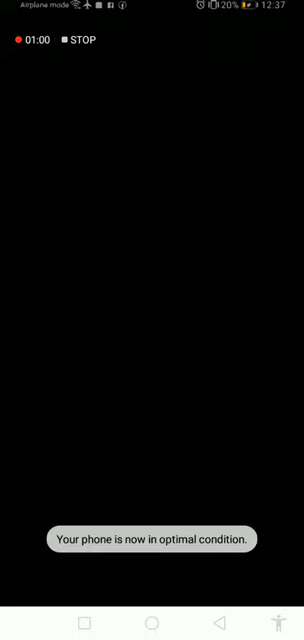 Airplane mode 20% 12:37
01:00 STOP
Your phone is now in optimal condition.